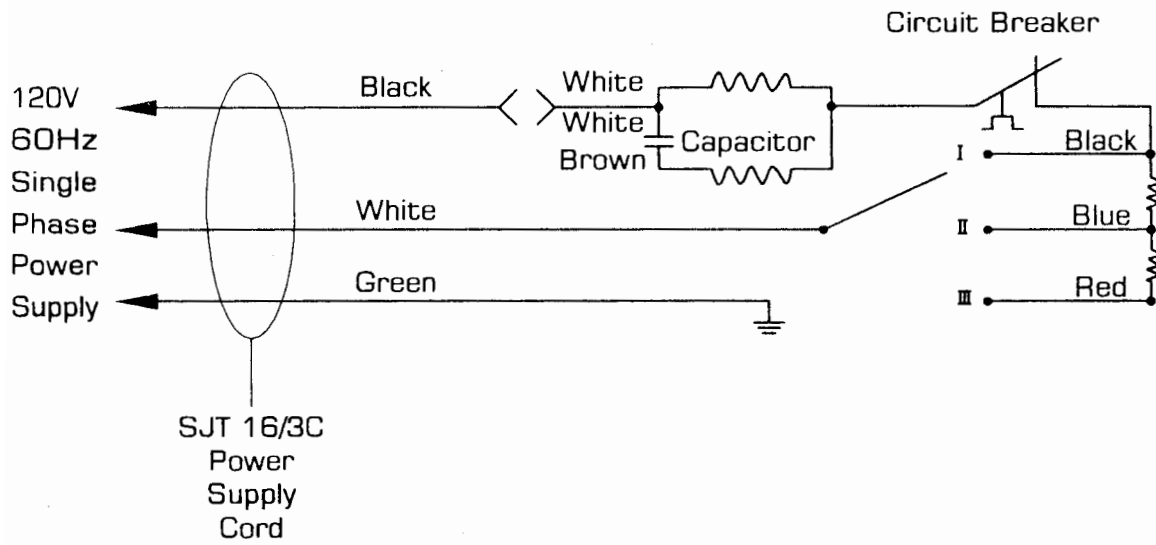 Circuit Breaker
120V
60Hz
Single
Phase
Power
Supply
Black
White
White
Brown
Capacitor
I
Black
White
II
Blue
Green
III
Red
SJT 16/3C
Power
Supply
Cord